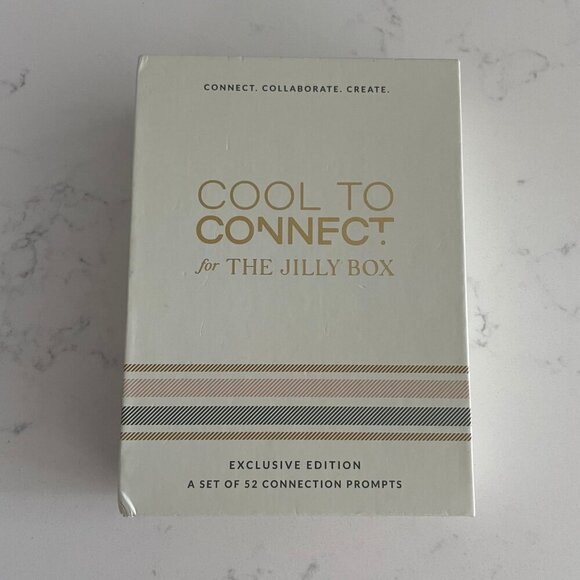 CONNECT. COLLABORATE. CREATE.
COOL TO
CONNECT
for THE JILLY BOX
EXCLUSIVE EDITION
A SET OF 52 CONNECTION PROMPTS